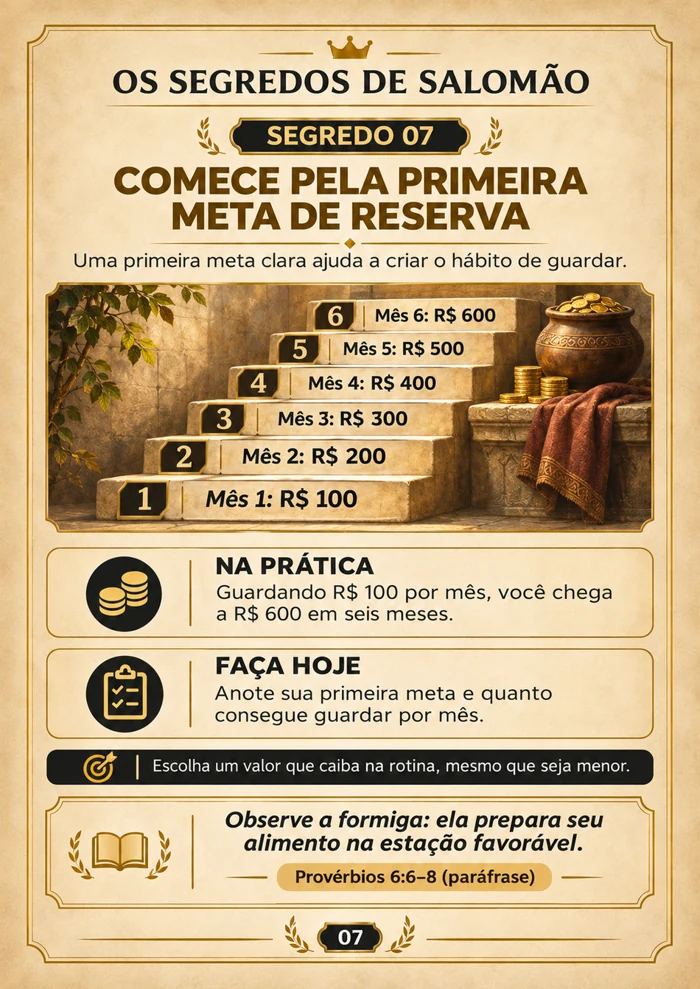 OS SEGREDOS DE SALOMÃO
SEGREDO 07
COMECE PELA PRIMEIRA
META DE RESERVA
Uma primeira meta clara ajuda a criar o hábito de guardar.
6 Mês 6: R$ 600
5 Mês 5: R$ 500
4 Mês 4: R$ 400
3 Mês 3: R$ 300
2 Mês 2: R$ 200
1 Mês 1: R$ 100
NA PRÁTICA
Guardando R$ 100 por mês, você chega
a R$ 600 em seis meses.
FAÇA HOJE
Anote sua primeira meta e quanto
consegue guardar por mês.
Escolha um valor que caiba na rotina, mesmo que seja menor.
Observe a formiga: ela prepara seu
alimento na estação favorável.
Provérbios 6:6–8 (paráfrase)
07